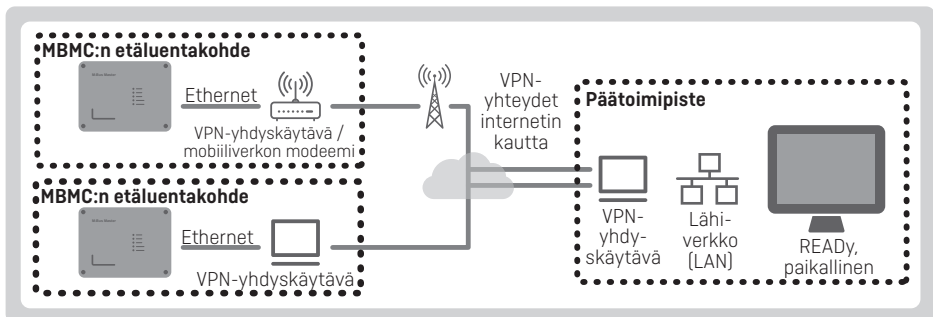 MBMC:n etäluentakohde
Ethernet
VPN-yhdyskäytävä /
mobiiliverkon modeemi
MBMC:n etäluentakohde
Ethernet
VPN-yhdyskäytävä
VPN-
yhteydet
internetin
kautta
Päätoimipiste
VPN-
yhdy-
skäytävä
Lähi-
verkko
(LAN)
READy,
paikallinen